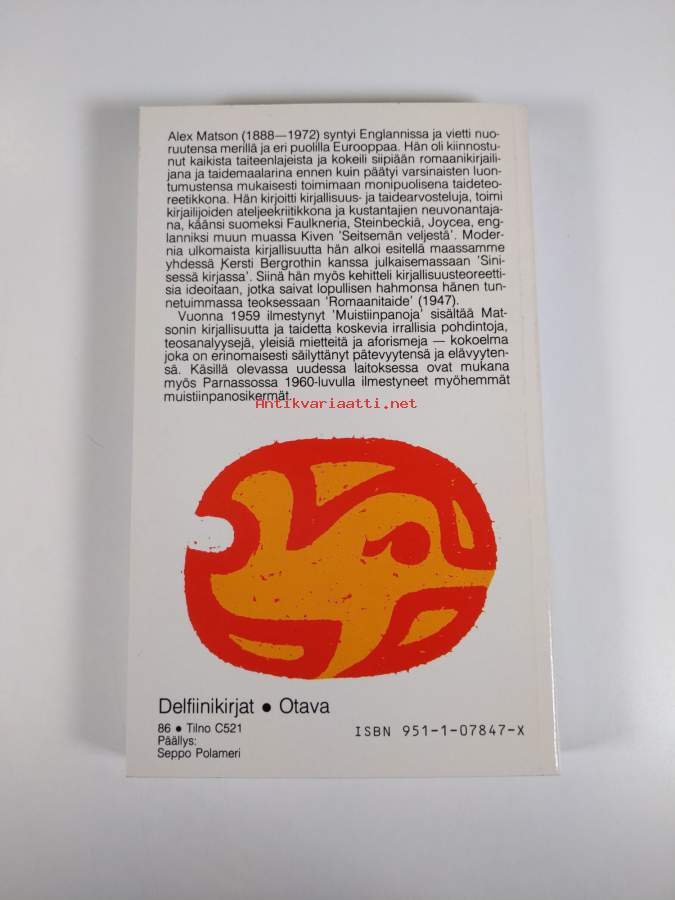 Alex Matson (1888—1972) syntyi Englannissa ja vietti nuo-
ruutensa merillä ja eri puolilla Eurooppaa. Hän oli kiinnostu-
nut kaikista taiteenlajeista ja kokeili siipiään romaanikirjaili-
jana ja taidemaalarina ennen kuin päätyi varsinaisten luon-
tumustensa mukaisesti toimimaan monipuolisena taideteo-
reetikkona. Hän kirjoitti kirjallisuus- ja taidearvosteluja, toimi
kirjailijoiden ateljeekriitikkona ja kustantajien neuvonantaja-
na, käänsi suomeksi Faulkneria, Steinbeckiä, Joycea, eng-
lanniksi muun muassa Kiven 'Seitsemän veljestä'. Moder-
nia ulkomaista kirjallisuutta hän alkoi esitellä maassamme
yhdessä Kersti Bergrothin kanssa julkaisemassaan 'Sini-
sessä kirjassa'. Siinä hän myös kehitteli kirjallisuusteoreetti-
sia ideoitaan, jotka saivat lopullisen hahmonsa hänen tun-
netuimmassa teoksessaan 'Romaanitaide' (1947).
Vuonna 1959 ilmestynyt 'Muistiinpanoja' sisältää Mat-
sonin kirjallisuutta ja taidetta koskevia irrallisia pohdintoja,
teosanalyysejä, yleisiä mietteitä ja aforismeja — kokoelma
joka on erinomaisesti säilyttänyt pätevyytensä ja elävyyten-
sä. Käsillä olevassa uudessa laitoksessa ovat mukana
myös Parnassossa 1960-luvulla ilmestyneet myöhemmät
muistiinpanosikermät.
Antikvariaatti.net
Delfiinikirjat ● Otava
86 ● Tilno C521
Päällys:
Seppo Polameri
ISBN 951-1-07847-X